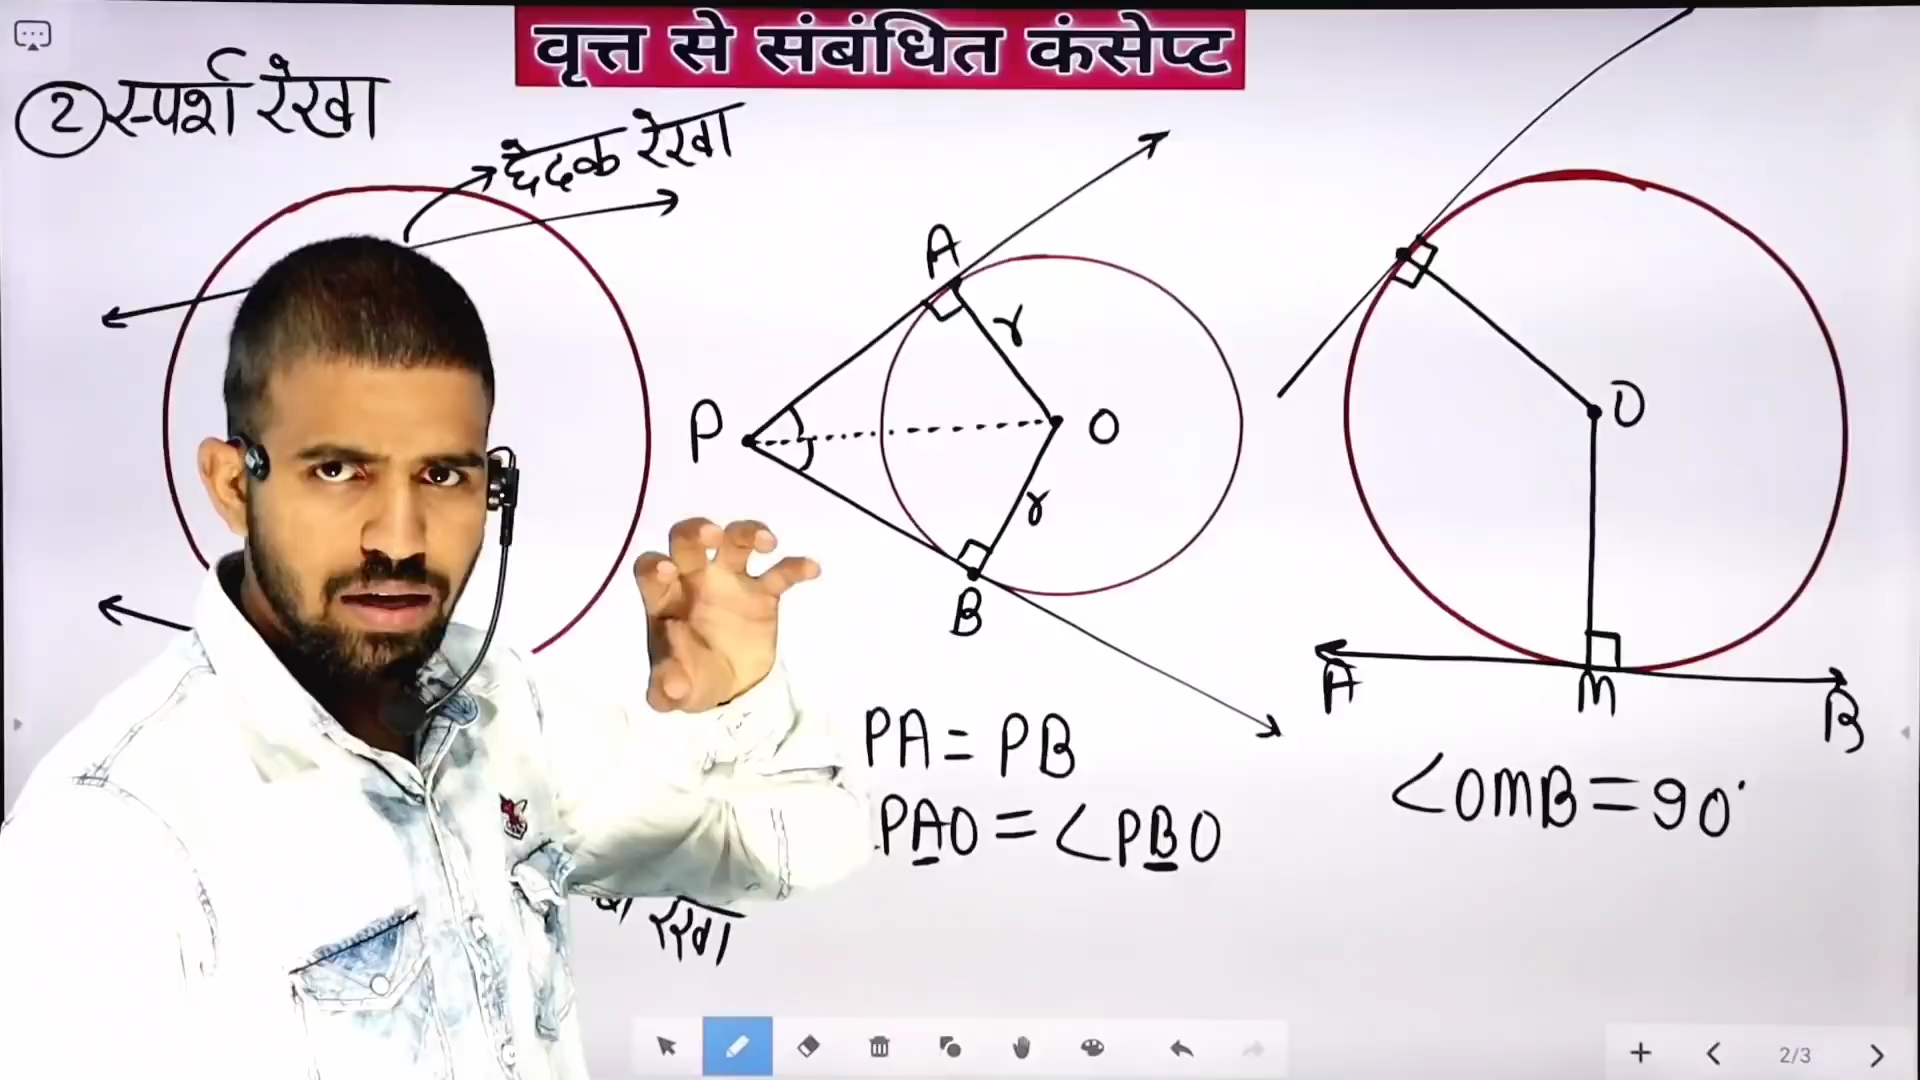 वृत्त से संबंधित कंसेप्ट
2 स्पर्श रेखा
छेदक रेखा
A
r
P
O
r
B
O
A
M
B
PA = PB
PAO = ∠PBO
∠OMB = 90°
रेखा
2/3